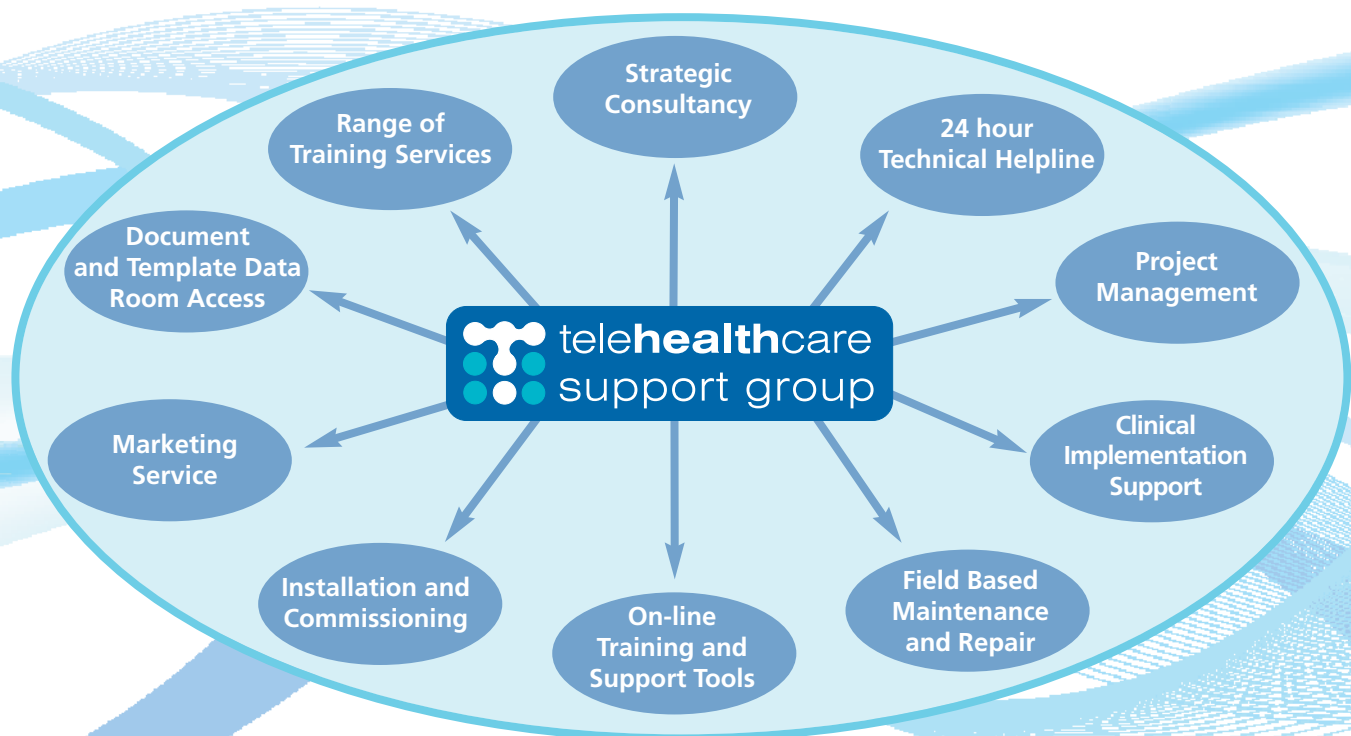 Strategic
Consultancy
24 hour
Technical Helpline
Project
Management
Clinical
Implementation
Support
Field Based
Maintenance
and Repair
On-line
Training and
Support Tools
Installation and
Commissioning
Marketing
Service
Document
and Template Data
Room Access
Range of
Training Services
telehealthcare
support group